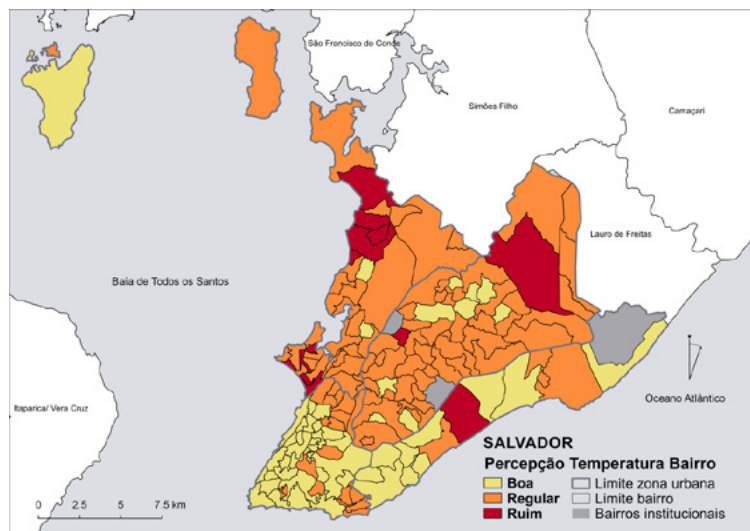 São Francisco do Conde
Simões Filho
Camaçari
Lauro de Freitas
Baía de Todos os Santos
Itaparica/ Vera Cruz
Oceano Atlântico
SALVADOR
Percepção Temperatura Bairro
Boa
Limite zona urbana
Regular
Limite bairro
Ruim
Bairros institucionais
0 2.5 5 7.5 km